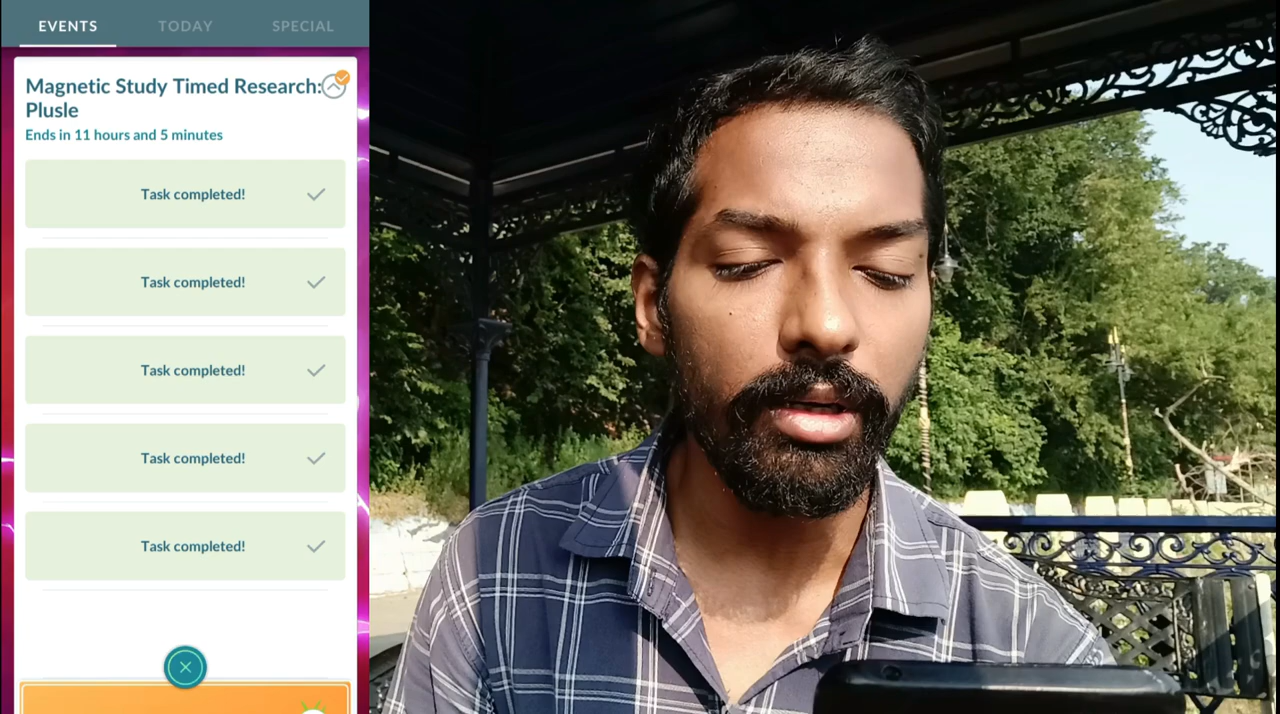 EVENTS
TODAY
SPECIAL
Magnetic Study Timed Research:
Plusle
Ends in 11 hours and 5 minutes
Task completed!
Task completed!
Task completed!
Task completed!
Task completed!